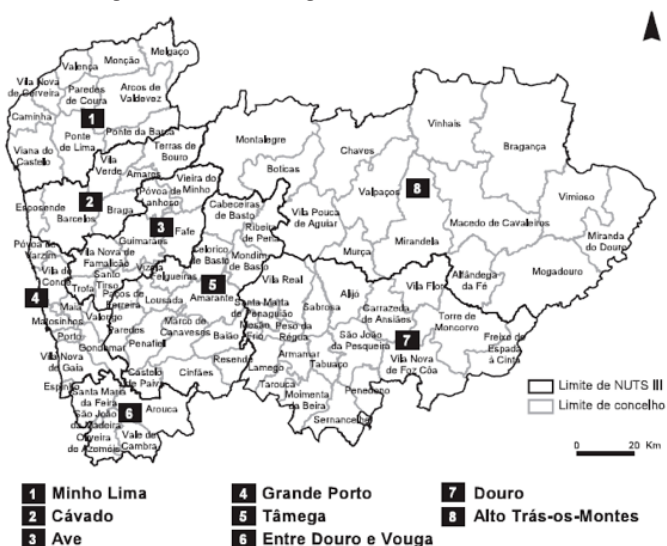 Melgaço
Monção
Valença
Vila Nova
de Cerveira
Paredes
de Coura
Arcos de
Valdevez
Caminha
1
Ponte
de Lima
Ponte da Barca
Viana do
Castelo
Terras de
Bouro
Vila
Verde
Amares
Vieira do
Minho
Póvoa de
Lanhoso
Esposende
2
Barcelos
Braga
3
Fafe
Guimarães
Cabeceiras
de Basto
Ribeira
de Pena
Celorico
de Basto
Mondim
de Basto
Póvoa de
Varzim
Vila Nova de
Famalicão
Vizela
Felgueiras
Vila do
Conde
Santo
Tirso
Trofa
4
Maia
Matosinhos
Porto
Valongo
Gondomar
Vila Nova
de Gaia
Espinho
Paços de
Ferreira
Lousada
5
Amarante
Paredes
Penafiel
Marco de
Canaveses
Baião
Resende
Castelo
de Paiva
Cinfães
Santa Maria
da Feira
São João
da Madeira
6
Arouca
Oliveira
de Azeméis
Vale de
Cambra
Montalegre
Boticas
Chaves
Vinhais
Bragança
Valpaços
8
Vimioso
Vila Pouca
de Aguiar
Macedo de Cavaleiros
Miranda
do Douro
Murça
Mirandela
Mogadouro
Alfândega
da Fé
Vila Real
Alijó
Vila Flor
Sabrosa
Carrazeda
de Ansiães
Torre de
Moncorvo
Santa Marta
de Penaguião
Mesão
Frio
Peso da
Régua
São João
da Pesqueira
7
Freixo de
Espada
à Cinta
Vila Nova
de Foz Côa
Armamar
Tabuaço
Lamego
Tarouca
Moimenta
da Beira
Penedono
Sernancelhe
Limite de NUTS III
Limite de concelho
0 20 Km
1 Minho Lima
2 Cávado
3 Ave
4 Grande Porto
5 Tâmega
6 Entre Douro e Vouga
7 Douro
8 Alto Trás-os-Montes